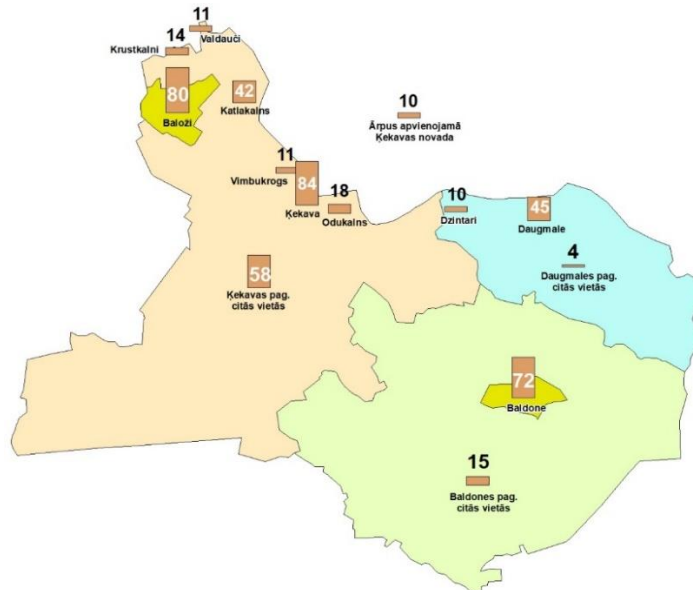 11
Valdauči
14
Krustkalni
80
Baloži
42
Katlakalns
10
Ārpus apvienojamā
Ķekavas novada
11
Vimbukrogs
84
Ķekava
18
Odukalns
10
Dzintari
45
Daugmale
4
Daugmales pag.
citās vietās
58
Ķekavas pag.
citās vietās
72
Baldone
15
Baldones pag.
citās vietās